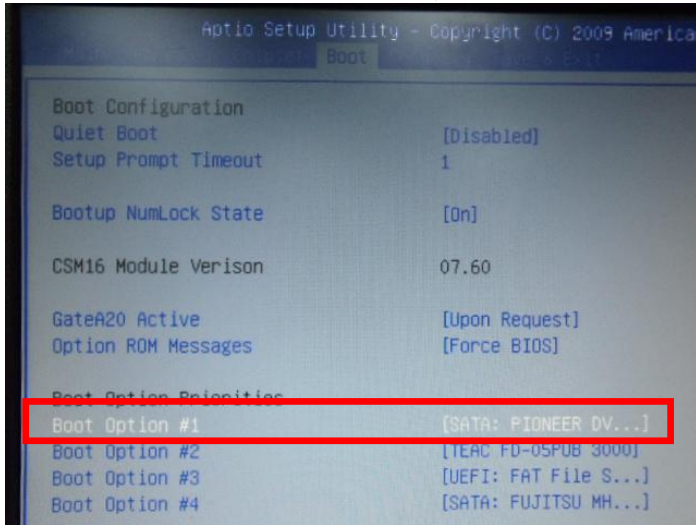 Aptio Setup Utility - Copyright (C) 2009 America
Boot
Boot Configuration
Quiet Boot [Disabled]
Setup Prompt Timeout 1
Bootup NumLock State [On]
CSM16 Module Verison 07.60
GateA20 Active [Upon Request]
Option ROM Messages [Force BIOS]
Boot Option Priorities
Boot Option #1 [SATA: PIONEER DV...]
Boot Option #2 [TEAC FD-05PUB 3000]
Boot Option #3 [UEFI: FAT File S...]
Boot Option #4 [SATA: FUJITSU MH...]